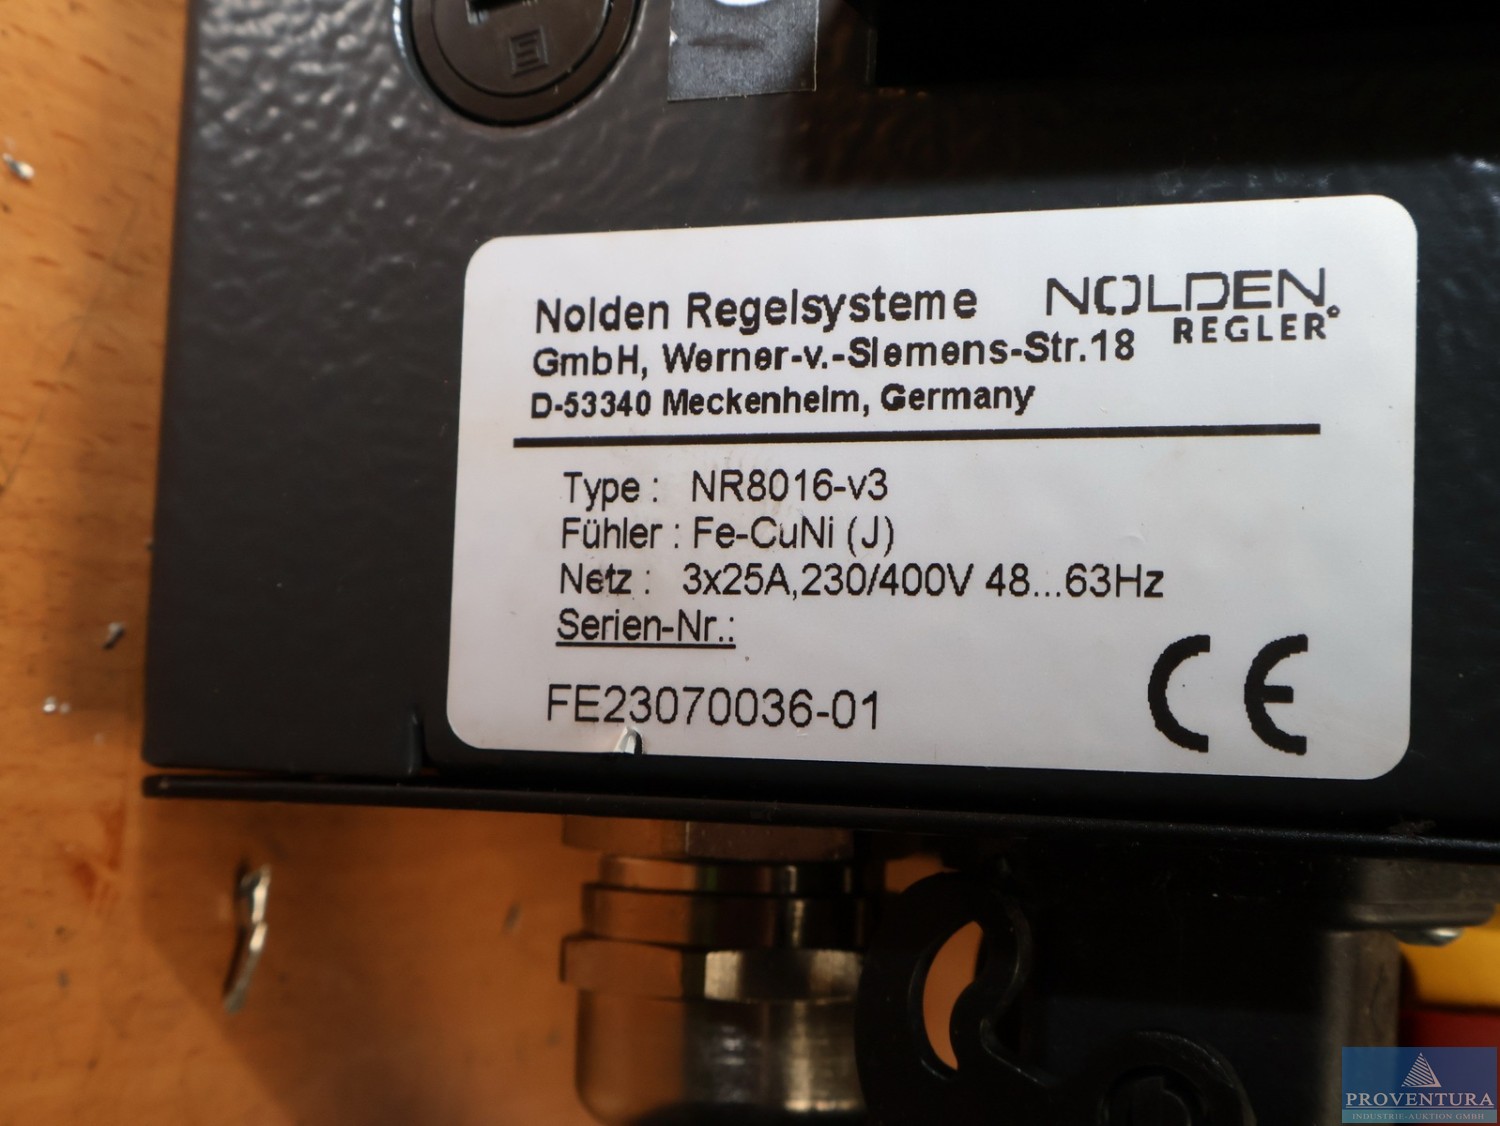 Nolden Regelsysteme
GmbH, Werner-v.-Siemens-Str.18
D-53340 Meckenheim, Germany
NOLDEN
REGLER®
Type : NR8016-v3
Fühler : Fe-CuNi (J)
Netz : 3x25A,230/400V 48...63Hz
Serien-Nr.:
FE23070036-01
CE
PROVENTURA
INDUSTRIE-AUKTION GMBH